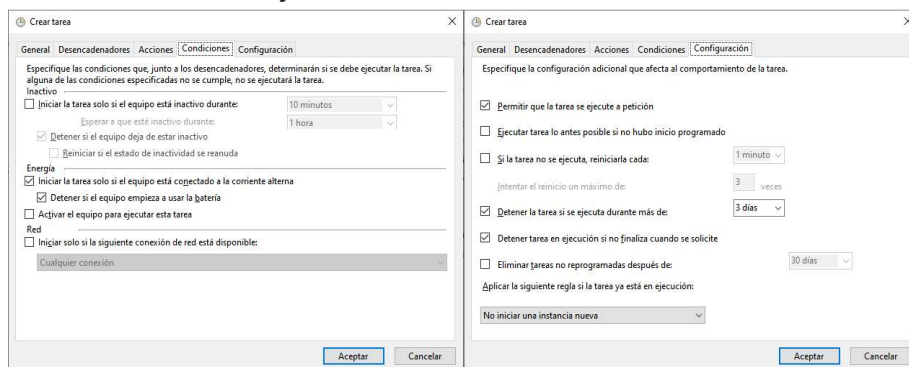 Crear tarea
General Desencadenadores Acciones Condiciones Configuración
Especifique las condiciones que, junto a los desencadenadores, determinarán si se debe ejecutar la tarea. Si
alguna de las condiciones especificadas no se cumple, no se ejecutará la tarea.
Inactivo
Iniciar la tarea solo si el equipo está inactivo durante: 10 minutos
Esperar a que esté inactivo durante: 1 hora
Detener si el equipo deja de estar inactivo
Reiniciar si el estado de inactividad se reanuda
Energía
Iniciar la tarea solo si el equipo está conectado a la corriente alterna
Detener si el equipo empieza a usar la batería
Activar el equipo para ejecutar esta tarea
Red
Iniciar solo si la siguiente conexión de red está disponible:
Cualquier conexión
Aceptar Cancelar
Crear tarea
General Desencadenadores Acciones Condiciones Configuración
Especifique la configuración adicional que afecta al comportamiento de la tarea.
Permitir que la tarea se ejecute a petición
Ejecutar tarea lo antes posible si no hubo inicio programado
Si la tarea no se ejecuta, reiniciarla cada: 1 minuto
Intentar el reinicio un máximo de: 3 veces
Detener la tarea si se ejecuta durante más de: 3 días
Detener tarea en ejecución si no finaliza cuando se solicite
Eliminar tareas no reprogramadas después de: 30 días
Aplicar la siguiente regla si la tarea ya está en ejecución:
No iniciar una instancia nueva
Aceptar Cancelar